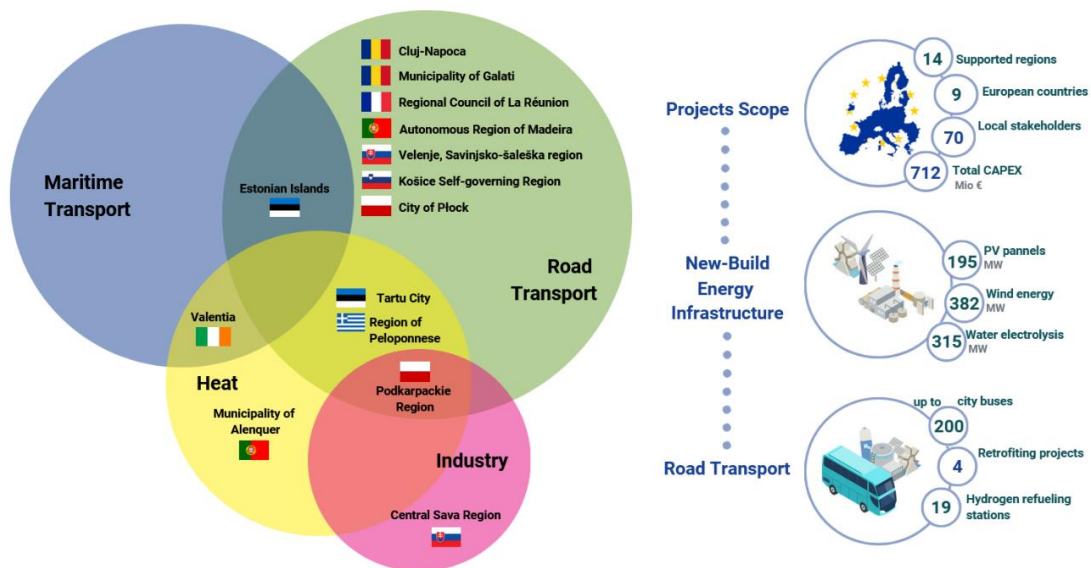 Maritime
Transport
Estonian Islands
Cluj-Napoca
Municipality of Galati
Regional Council of La Réunion
Autonomous Region of Madeira
Velenje, Savinjsko-šaleška region
Košice Self-governing Region
City of Płock
Road
Transport
Valentia
Tartu City
Region of
Peloponnese
Heat
Podkarpackie
Region
Municipality of
Alenquer
Industry
Central Sava Region
Projects Scope
14 Supported regions
9 European countries
70 Local stakeholders
712 Total CAPEX
Mio €
New-Build
Energy
Infrastructure
195 PV pannels
MW
382 Wind energy
MW
315 Water electrolysis
MW
Road Transport
up to city buses
200
4 Retrofiting projects
19 Hydrogen refueling
stations